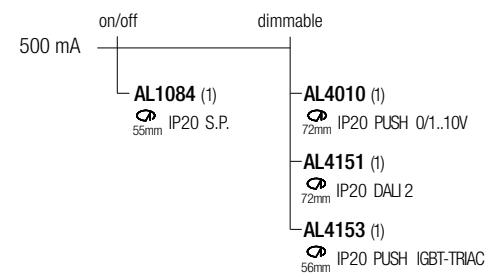 on/off dimmable
500 mA
AL1084 (1)
55mm IP20 S.P.
AL4010 (1)
72mm IP20 PUSH 0/1..10V
AL4151 (1)
72mm IP20 DALI 2
AL4153 (1)
56mm IP20 PUSH IGBT-TRIAC